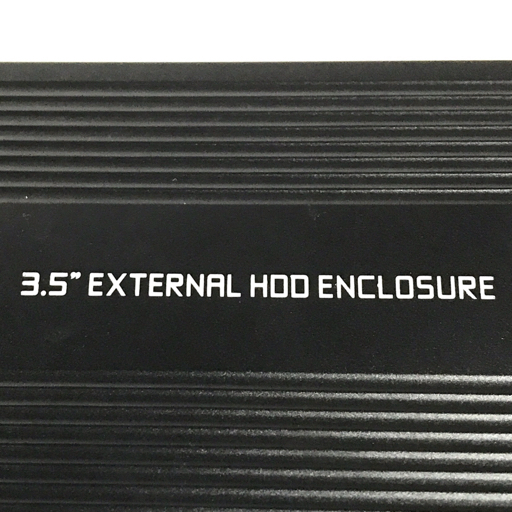 3.5" EXTERNAL HDD ENCLOSURE